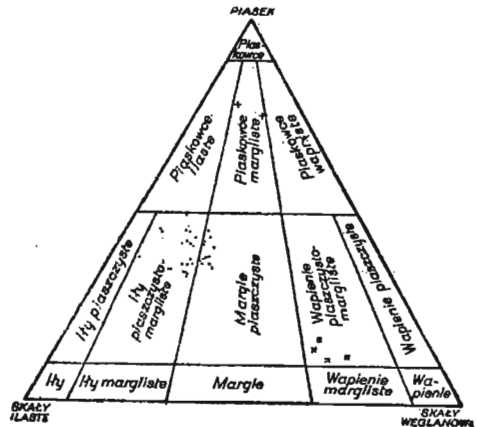 PIASEK
Pias-
kowce
Piaskowce
ilaste
Piaskowce
margliste
Piaskowce
wapniste
Iły piaszczyste
Iły
piaszczysto-
margliste
Margle
piaszczyste
Wapienie
piaszczysto-
margliste
Wapienie piaszczyste
Iły
Iły margliste
Margle
Wapienie
margliste
Wa-
pienie
SKAŁY
ILASTE
SKAŁY
WĘGLANOWE